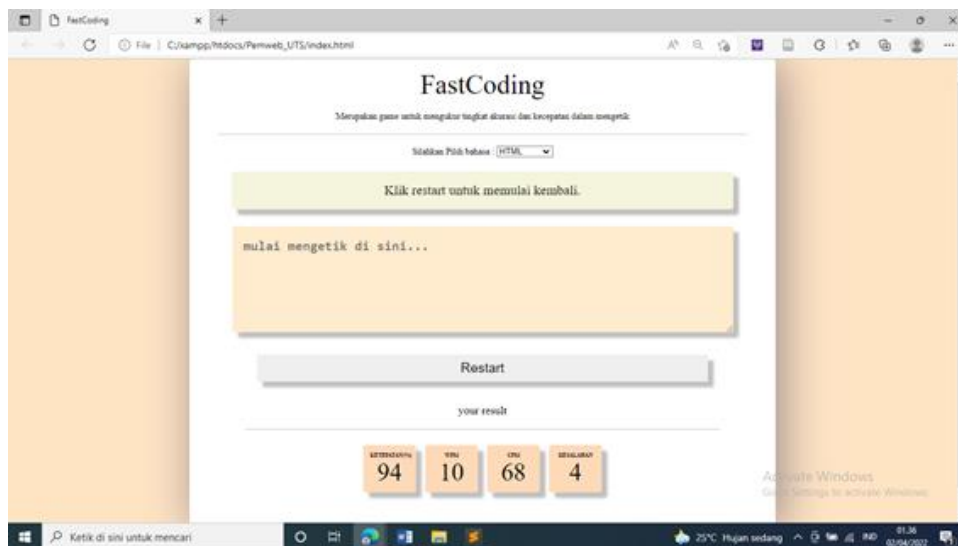 FastCoding
File | C:/xampp/htdocs/Pemweb_UTS/index.html
FastCoding
Merupakan game untuk mengukur tingkat akurasi dan kecepatan dalam mengetik
Silahkan Pilih bahasa : HTML
Klik restart untuk memulai kembali.
mulai mengetik di sini...
Restart
your result
KETEPATAN% WPM CPM KESALAHAN
94 10 68 4
Activate Windows
Go to Settings to activate Windows.
Ketik di sini untuk mencari
25°C Hujan sedang IND 01.36
02/04/2022